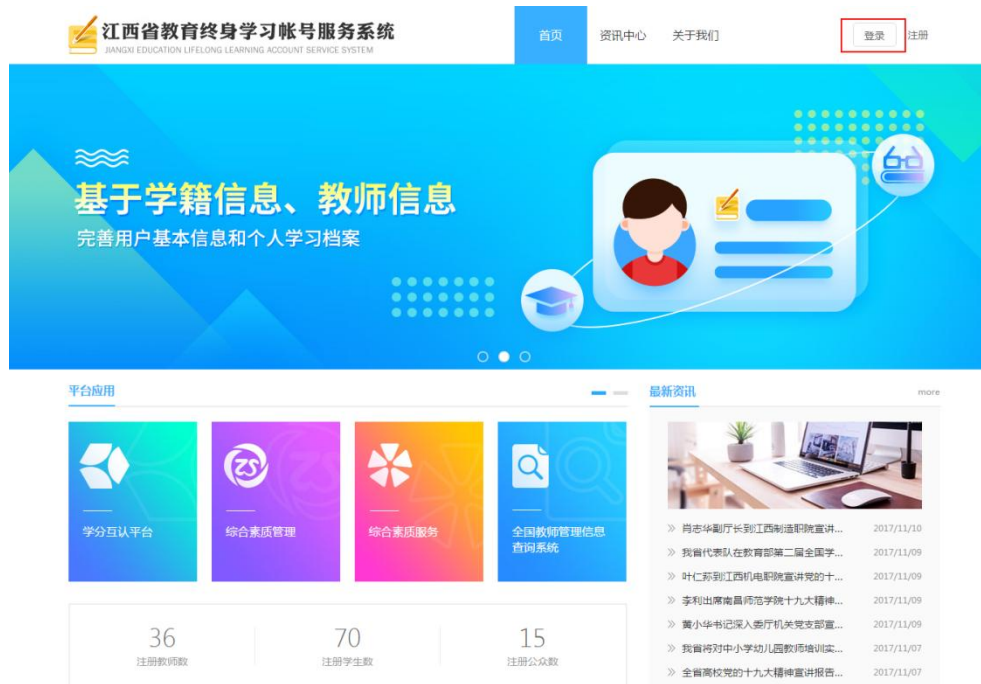 江西省教育终身学习帐号服务系统
JIANGXI EDUCATION LIFELONG LEARNING ACCOUNT SERVICE SYSTEM
首页 资讯中心 关于我们 登录 注册
基于学籍信息、教师信息
完善用户基本信息和个人学习档案
平台应用
学分互认平台
综合素质管理
综合素质服务
全国教师管理信息
查询系统
36
注册教师数
70
注册学生数
15
注册公众数
最新资讯 more
肖志华副厅长到江西制造职院宣讲... 2017/11/10
我省代表队在教育部第二届全国学... 2017/11/09
叶仁荪到江西机电职院宣讲党的十... 2017/11/09
李利出席南昌师范学院十九大精神... 2017/11/09
黄小华书记深入委厅机关党支部宣... 2017/11/09
我省将对中小学幼儿园教师培训实... 2017/11/07
全省高校党的十九大精神宣讲报告... 2017/11/07